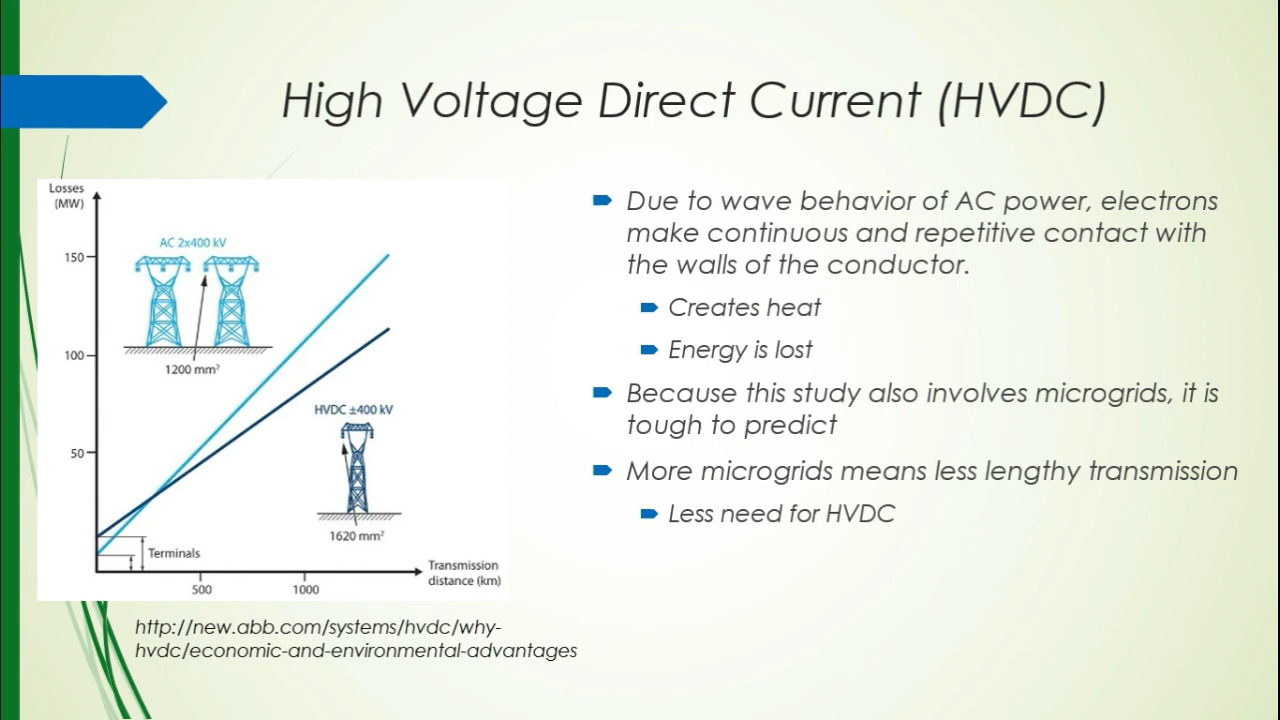 High Voltage Direct Current (HVDC)
Losses
(MW)
AC 2x400 kV
150
100
1200 mm²
HVDC ±400 kV
50
1620 mm²
Terminals
Transmission
distance (km)
500
1000
http://new.abb.com/systems/hvdc/why-
hvdc/economic-and-environmental-advantages
Due to wave behavior of AC power, electrons
make continuous and repetitive contact with
the walls of the conductor.
Creates heat
Energy is lost
Because this study also involves microgrids, it is
tough to predict
More microgrids means less lengthy transmission
Less need for HVDC